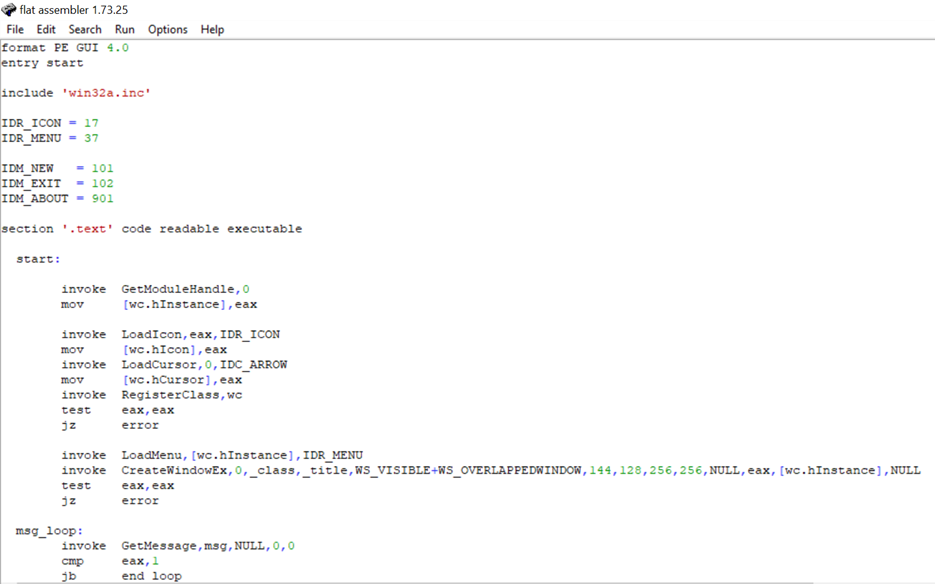 flat assembler 1.73.25
File Edit Search Run Options Help
format PE GUI 4.0
entry start
include 'win32a.inc'
IDR_ICON = 17
IDR_MENU = 37
IDM_NEW   = 101
IDM_EXIT  = 102
IDM_ABOUT = 901
section '.text' code readable executable
  start:
        invoke  GetModuleHandle,0
        mov     [wc.hInstance],eax
        invoke  LoadIcon,eax,IDR_ICON
        mov     [wc.hIcon],eax
        invoke  LoadCursor,0,IDC_ARROW
        mov     [wc.hCursor],eax
        invoke  RegisterClass,wc
        test    eax,eax
        jz      error
        invoke  LoadMenu,[wc.hInstance],IDR_MENU
        invoke  CreateWindowEx,0,_class,_title,WS_VISIBLE+WS_OVERLAPPEDWINDOW,144,128,256,256,NULL,eax,[wc.hInstance],NULL
        test    eax,eax
        jz      error
  msg_loop:
        invoke  GetMessage,msg,NULL,0,0
        cmp     eax,1
        jb      end_loop